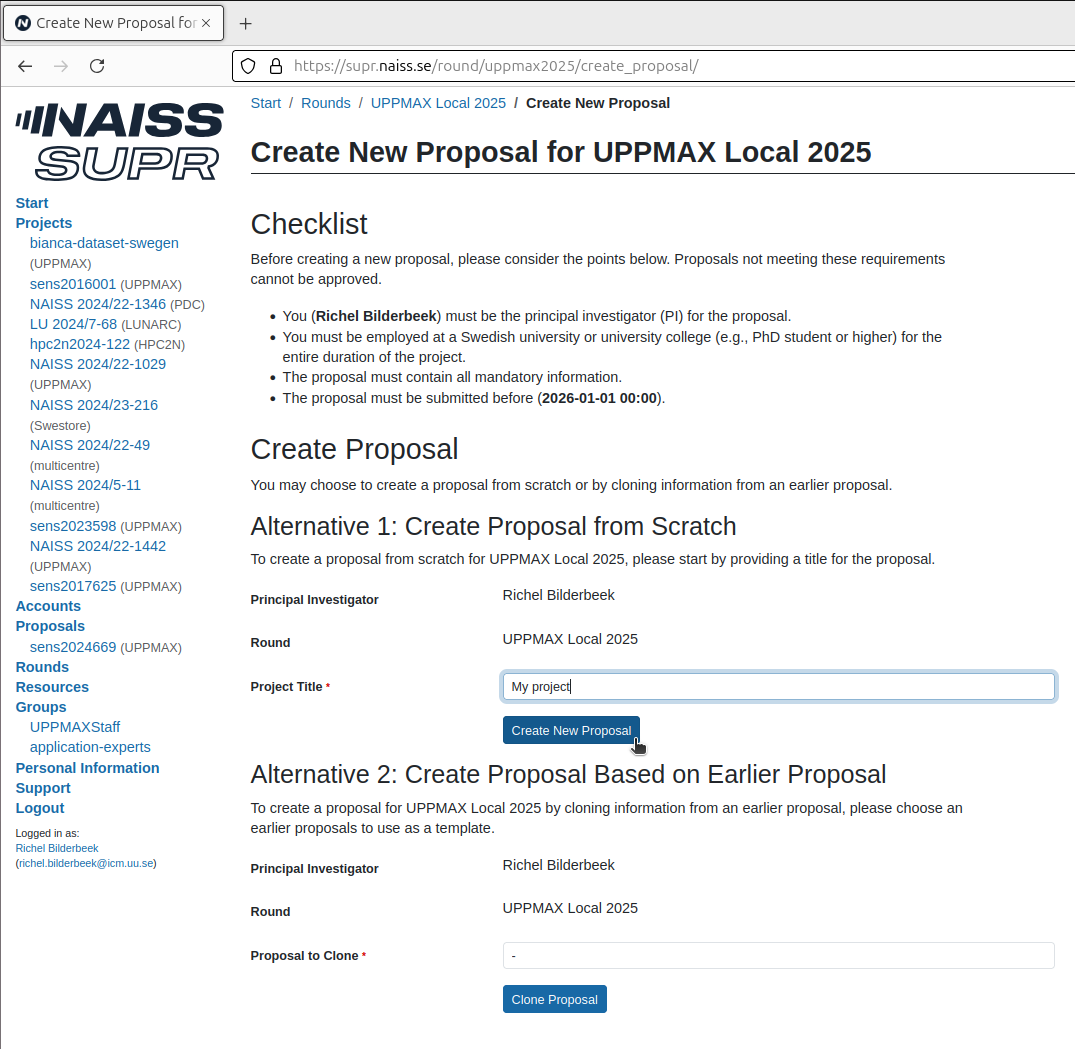 Create New Proposal for
https://supr.naiss.se/round/uppmax2025/create_proposal/
NAISS
SUPR
Start
Projects
bianca-dataset-swegen
(UPPMAX)
sens2016001 (UPPMAX)
NAISS 2024/22-1346 (PDC)
LU 2024/7-68 (LUNARC)
hpc2n2024-122 (HPC2N)
NAISS 2024/22-1029
(UPPMAX)
NAISS 2024/23-216
(Swestore)
NAISS 2024/22-49
(multicentre)
NAISS 2024/5-11
(multicentre)
sens2023598 (UPPMAX)
NAISS 2024/22-1442
(UPPMAX)
sens2017625 (UPPMAX)
Accounts
Proposals
sens2024669 (UPPMAX)
Rounds
Resources
Groups
UPPMAXStaff
application-experts
Personal Information
Support
Logout
Logged in as:
Richel Bilderbeek
(richel.bilderbeek@icm.uu.se)
Start / Rounds / UPPMAX Local 2025 / Create New Proposal
Create New Proposal for UPPMAX Local 2025
Checklist
Before creating a new proposal, please consider the points below. Proposals not meeting these requirements
cannot be approved.
• You (Richel Bilderbeek) must be the principal investigator (PI) for the proposal.
• You must be employed at a Swedish university or university college (e.g., PhD student or higher) for the
entire duration of the project.
• The proposal must contain all mandatory information.
• The proposal must be submitted before (2026-01-01 00:00).
Create Proposal
You may choose to create a proposal from scratch or by cloning information from an earlier proposal.
Alternative 1: Create Proposal from Scratch
To create a proposal from scratch for UPPMAX Local 2025, please start by providing a title for the proposal.
Principal Investigator Richel Bilderbeek
Round UPPMAX Local 2025
Project Title * My project
Create New Proposal
Alternative 2: Create Proposal Based on Earlier Proposal
To create a proposal for UPPMAX Local 2025 by cloning information from an earlier proposal, please choose an
earlier proposals to use as a template.
Principal Investigator Richel Bilderbeek
Round UPPMAX Local 2025
Proposal to Clone * -
Clone Proposal